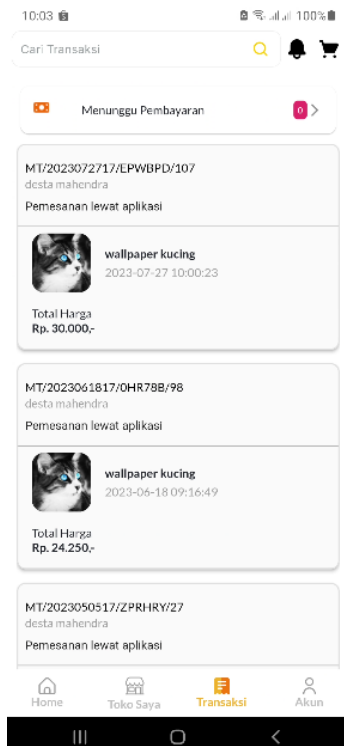 10:03
100%
Cari Transaksi
Menunggu Pembayaran
0
MT/2023072717/EPWBPD/107
desta mahendra
Pemesanan lewat aplikasi
wallpaper kucing
2023-07-27 10:00:23
Total Harga
Rp. 30.000,-
MT/2023061817/0HR78B/98
desta mahendra
Pemesanan lewat aplikasi
wallpaper kucing
2023-06-18 09:16:49
Total Harga
Rp. 24.250,-
MT/2023050517/ZPRHRY/27
desta mahendra
Pemesanan lewat aplikasi
Home
Toko Saya
Transaksi
Akun